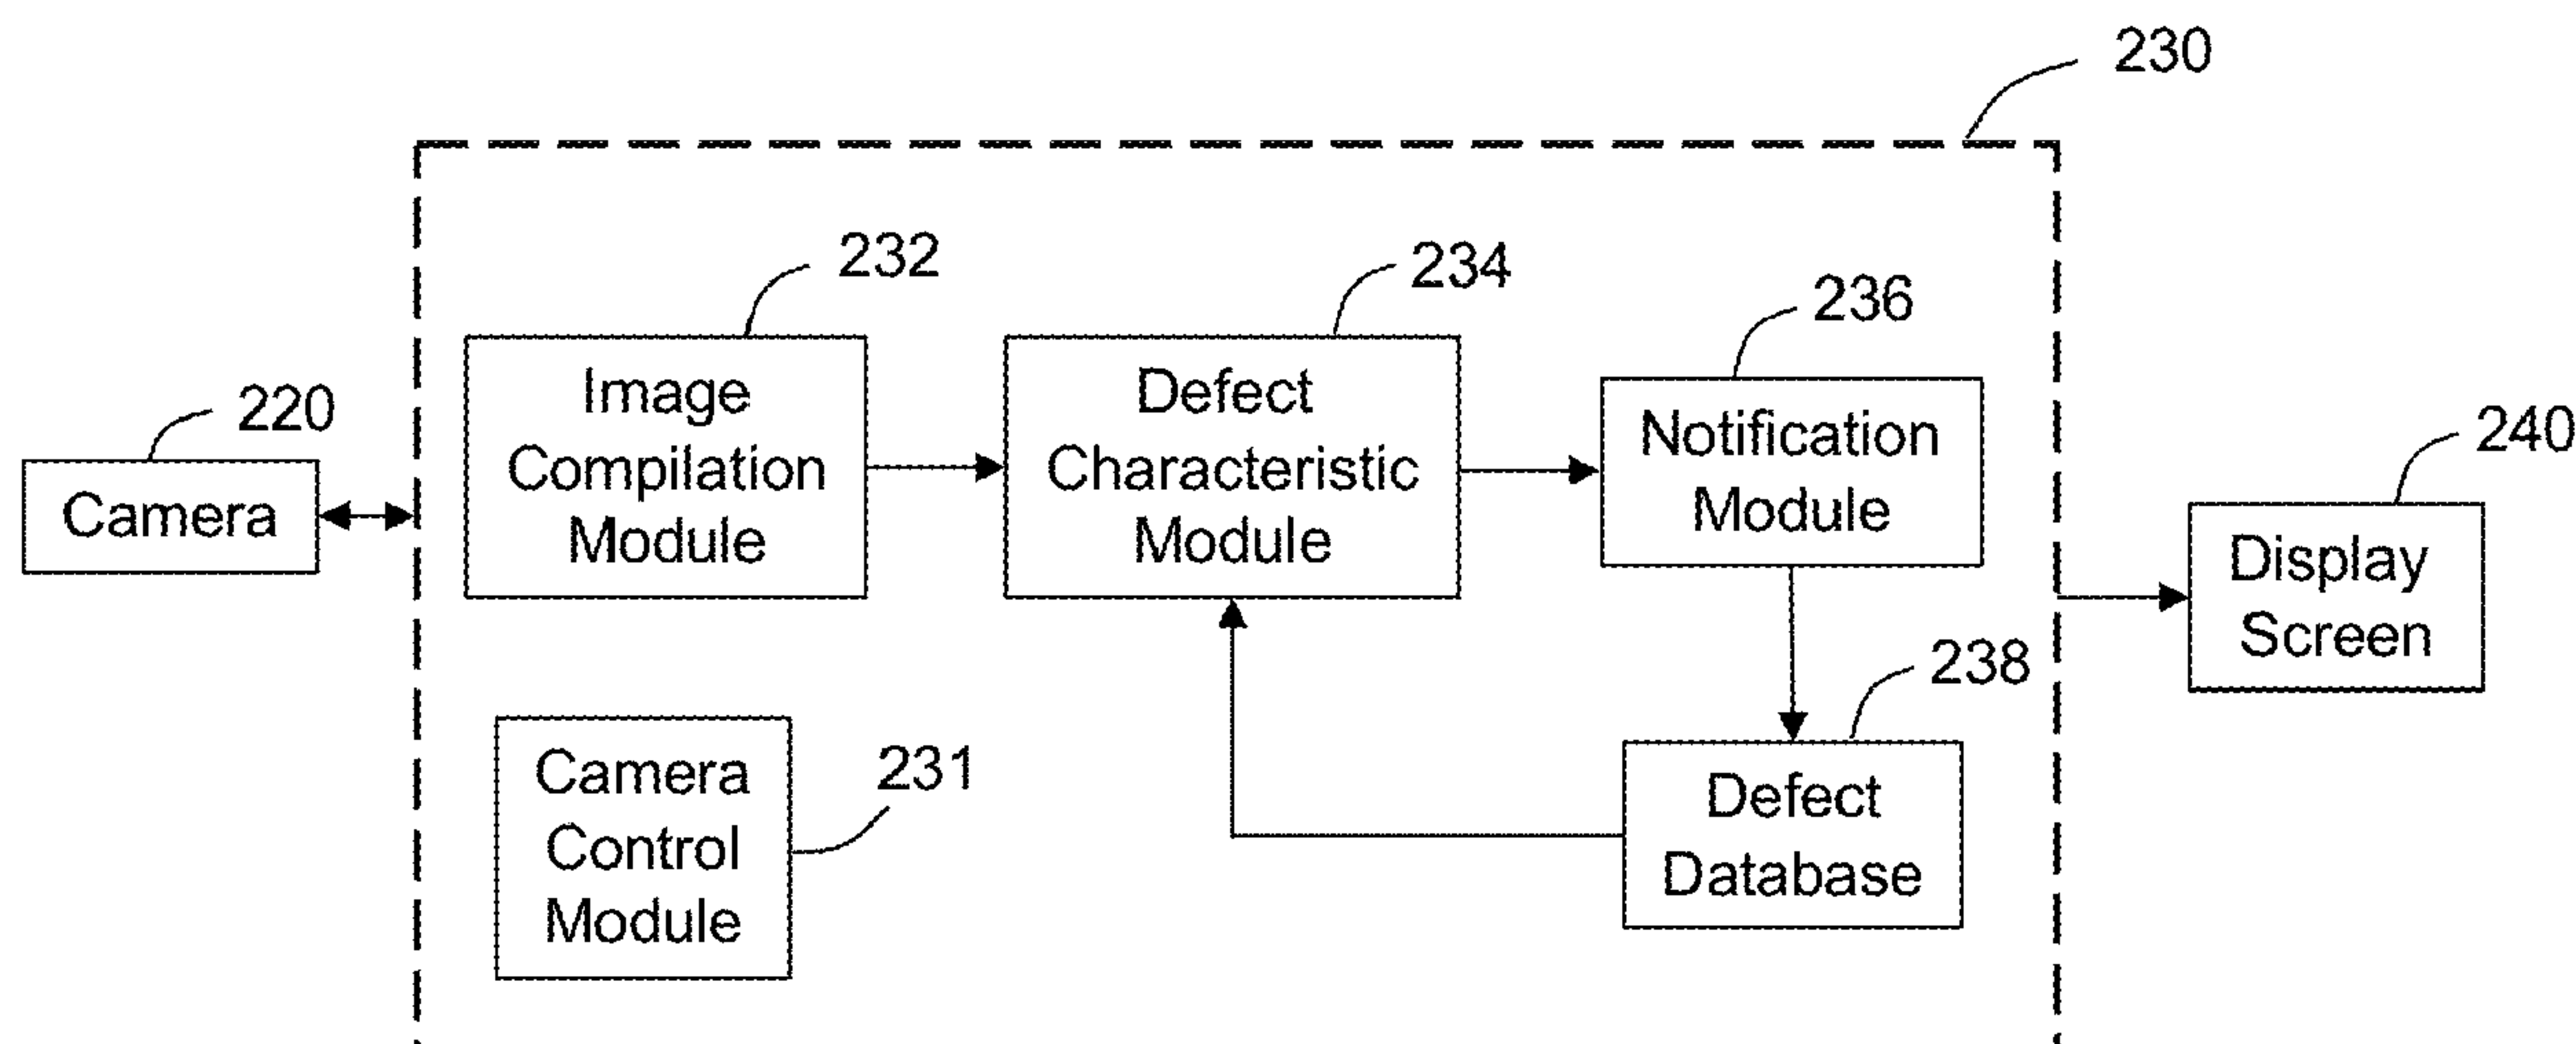 230
232
234
236
220
240
Image
Compilation
Module
Defect
Characteristic
Module
Notification
Module
Camera
Display
Screen
238
231
Camera
Control
Module
Defect
Database